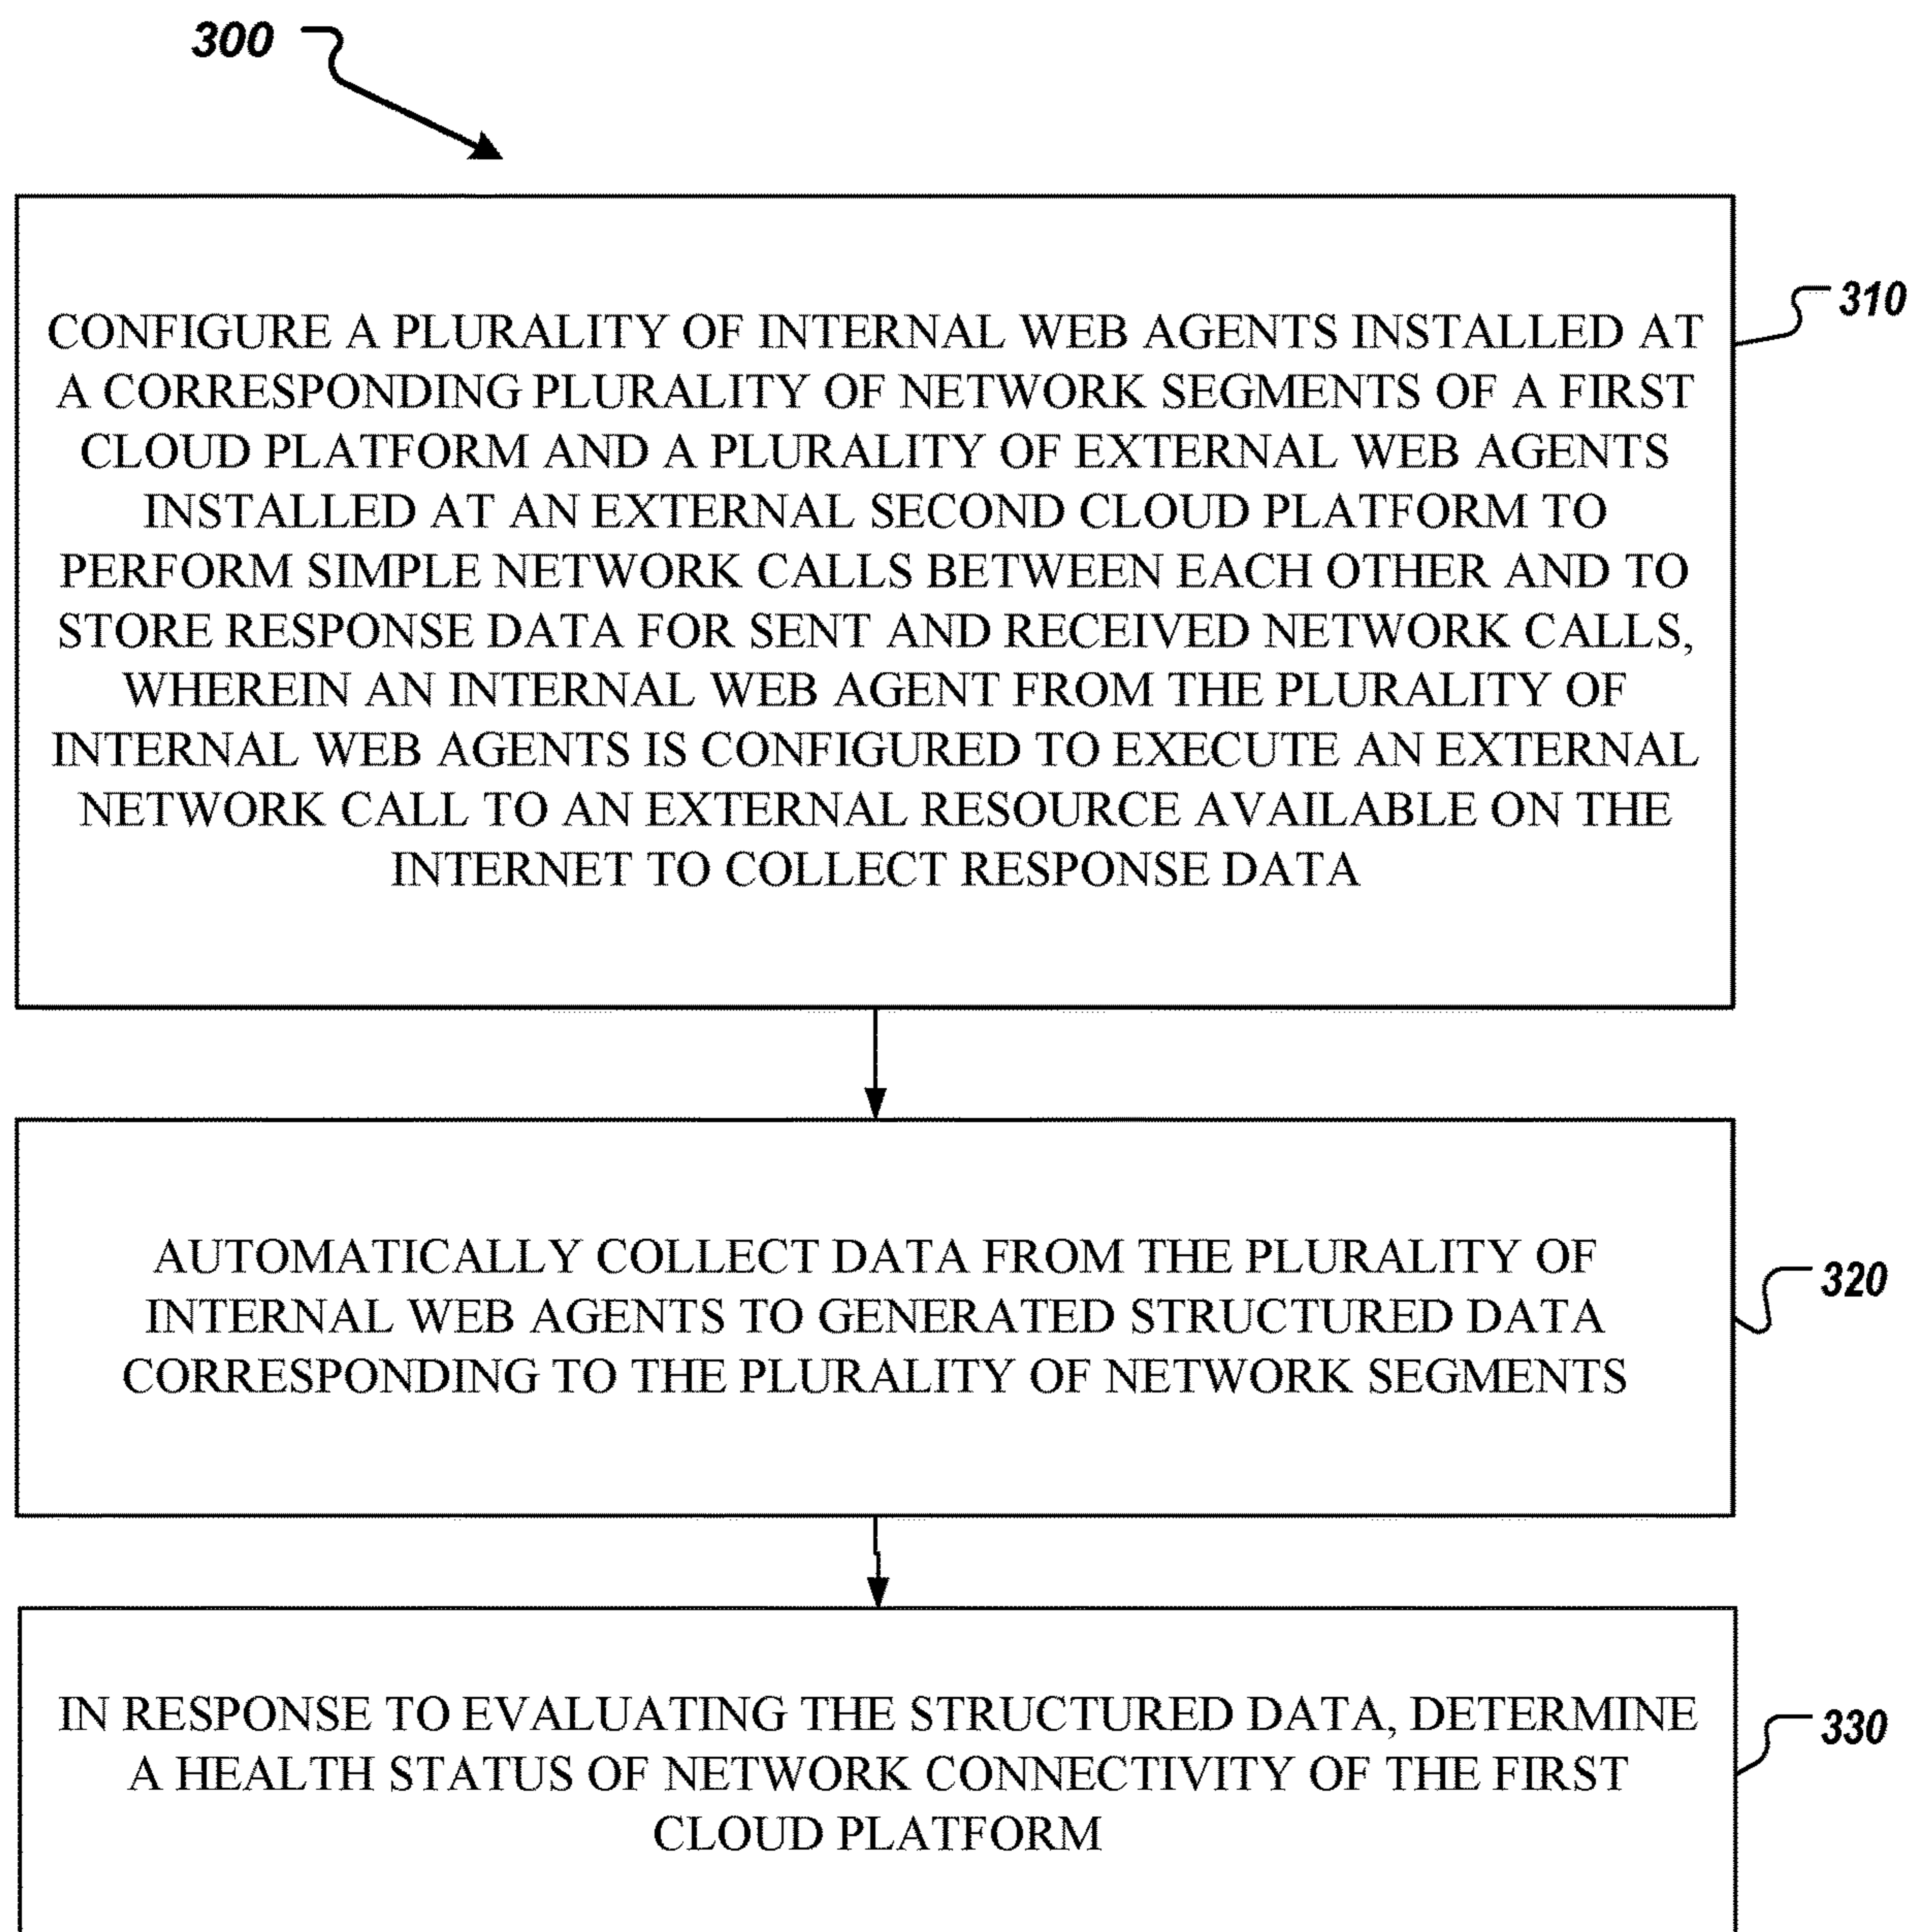 300
310
CONFIGURE A PLURALITY OF INTERNAL WEB AGENTS INSTALLED AT
A CORRESPONDING PLURALITY OF NETWORK SEGMENTS OF A FIRST
CLOUD PLATFORM AND A PLURALITY OF EXTERNAL WEB AGENTS
INSTALLED AT AN EXTERNAL SECOND CLOUD PLATFORM TO
PERFORM SIMPLE NETWORK CALLS BETWEEN EACH OTHER AND TO
STORE RESPONSE DATA FOR SENT AND RECEIVED NETWORK CALLS,
WHEREIN AN INTERNAL WEB AGENT FROM THE PLURALITY OF
INTERNAL WEB AGENTS IS CONFIGURED TO EXECUTE AN EXTERNAL
NETWORK CALL TO AN EXTERNAL RESOURCE AVAILABLE ON THE
INTERNET TO COLLECT RESPONSE DATA
320
AUTOMATICALLY COLLECT DATA FROM THE PLURALITY OF
INTERNAL WEB AGENTS TO GENERATED STRUCTURED DATA
CORRESPONDING TO THE PLURALITY OF NETWORK SEGMENTS
330
IN RESPONSE TO EVALUATING THE STRUCTURED DATA, DETERMINE
A HEALTH STATUS OF NETWORK CONNECTIVITY OF THE FIRST
CLOUD PLATFORM